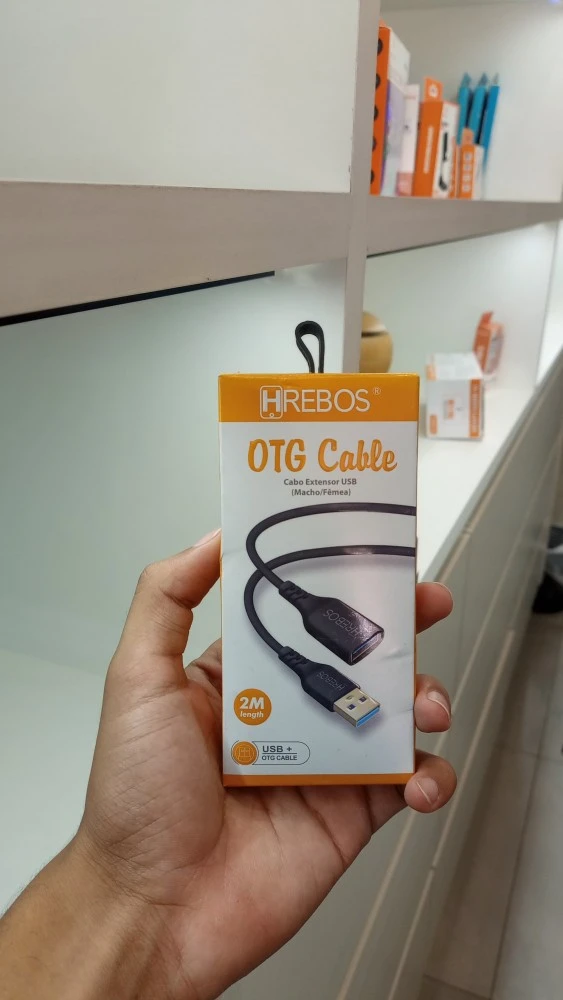 HREBOS®
OTG Cable
Cabo Extensor USB
(Macho/Fêmea)
HREBOS
HREBOS
2M
length
USB +
OTG CABLE